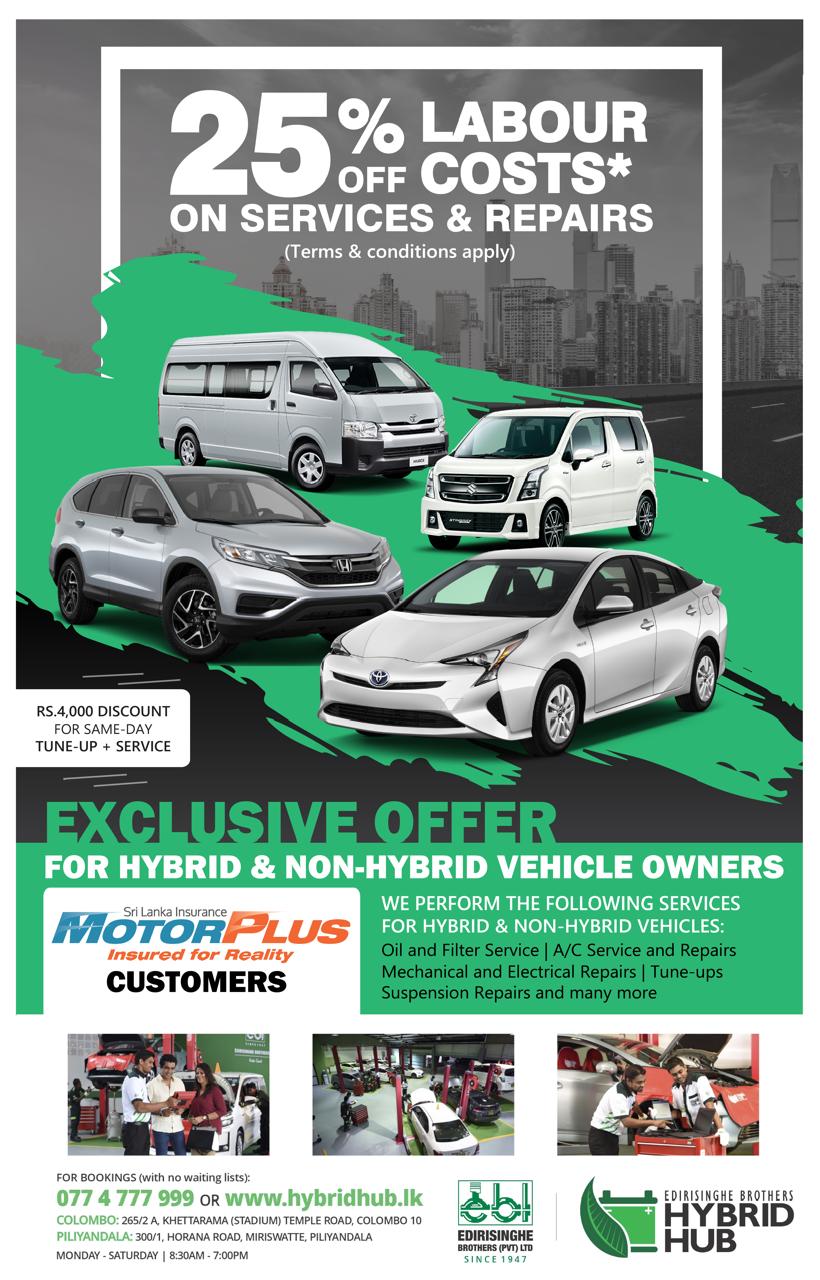 25% OFF LABOUR COSTS*
ON SERVICES & REPAIRS
(Terms & conditions apply)
HIACE
STINGRAY
RS.4,000 DISCOUNT
FOR SAME-DAY
TUNE-UP + SERVICE
EXCLUSIVE OFFER
FOR HYBRID & NON-HYBRID VEHICLE OWNERS
Sri Lanka Insurance
MOTORPLUS
Insured for Reality
CUSTOMERS
WE PERFORM THE FOLLOWING SERVICES
FOR HYBRID & NON-HYBRID VEHICLES:
Oil and Filter Service | A/C Service and Repairs
Mechanical and Electrical Repairs | Tune-ups
Suspension Repairs and many more
FOR BOOKINGS (with no waiting lists):
077 4 777 999 OR www.hybridhub.lk
COLOMBO: 265/2 A, KHETTARAMA (STADIUM) TEMPLE ROAD, COLOMBO 10
PILIYANDALA: 300/1, HORANA ROAD, MIRISWATTE, PILIYANDALA
MONDAY - SATURDAY | 8:30AM - 7:00PM
ebl
EDIRISINGHE
BROTHERS (PVT) LTD
SINCE 1947
EDIRISINGHE BROTHERS
HYBRID
HUB